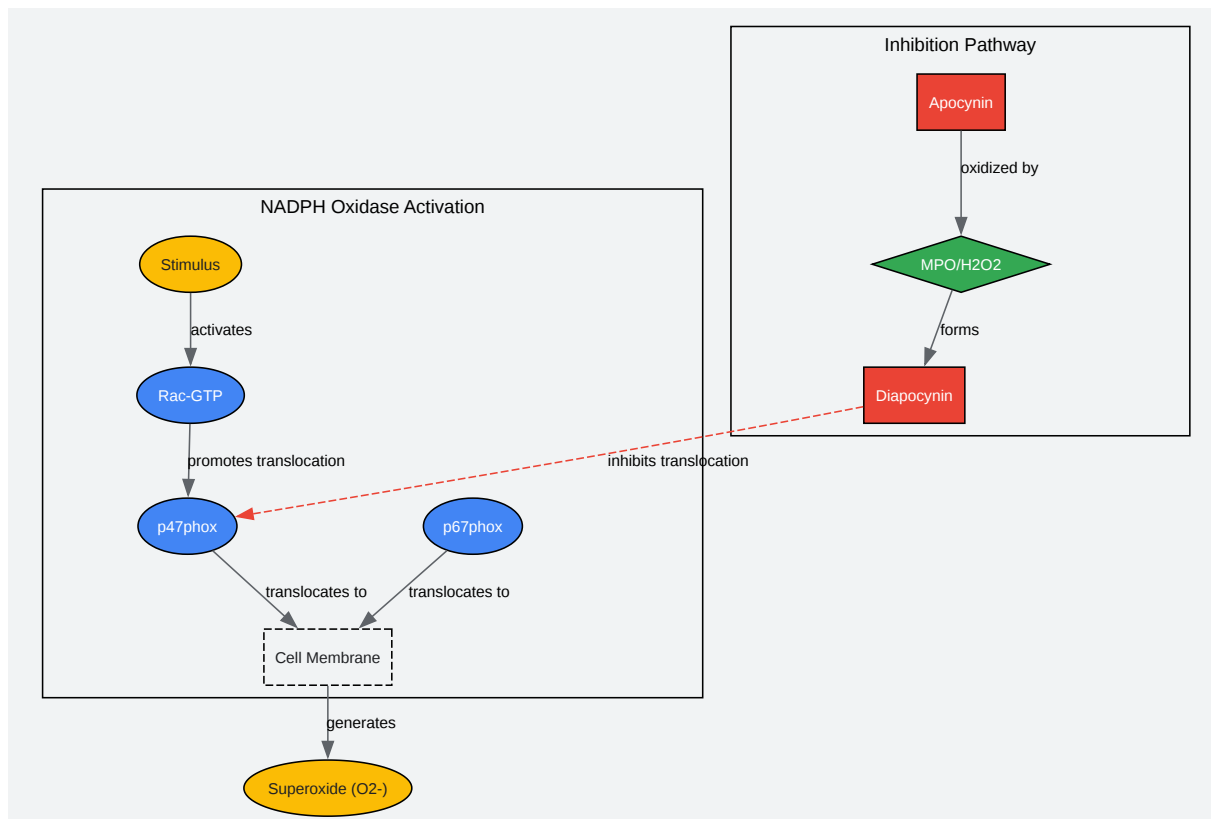 Inhibition Pathway
Apocynin
oxidized by
MPO/H2O2
forms
Diapocynin
inhibits translocation
NADPH Oxidase Activation
Stimulus
activates
Rac-GTP
promotes translocation
p47phox
p67phox
translocates to
translocates to
Cell Membrane
generates
Superoxide (O2-)